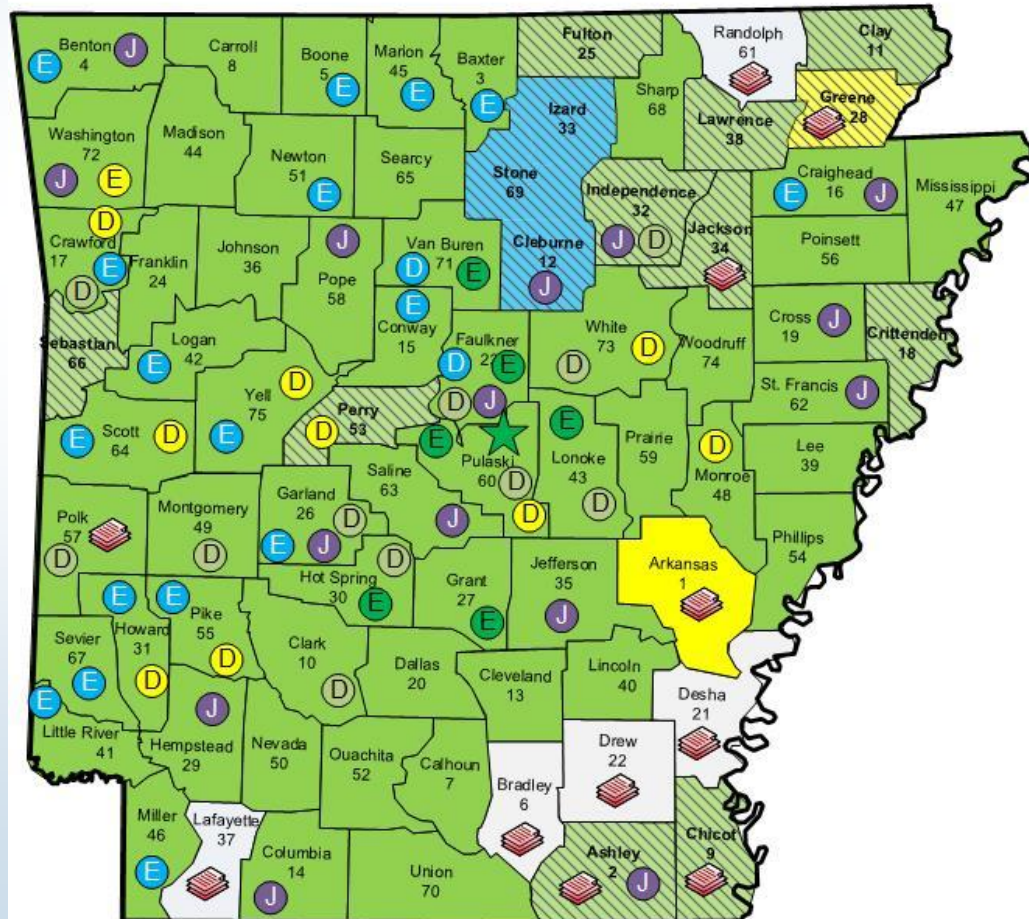 Benton
4
J
E
Carroll
8
Boone
5
E
Marion
45
E
Baxter
3
E
Fulton
25
Sharp
68
Randolph
61
Clay
11
Greene
28
Lawrence
38
Izard
33
Washington
72
J
E
Madison
44
Newton
51
E
Searcy
65
Stone
69
Independence
32
J
D
Jackson
34
Craighead
16
E
J
Mississippi
47
Poinsett
56
D
Crawford
17
E
D
Franklin
24
Johnson
36
J
Pope
58
Van Buren
71
D
E
Cleburne
12
J
E
Conway
15
Faulkner
D
E
D
J
White
73
D
D
Woodruff
74
Cross
19
J
Crittenden
18
St. Francis
62
J
Sebastian
66
Logan
42
E
Yell
75
D
E
Scott
64
E
D
Perry
53
D
E
Pulaski
60
D
D
E
Lonoke
43
D
Prairie
59
D
Monroe
48
Lee
39
Phillips
54
Saline
63
J
Garland
26
D
E
J
Montgomery
49
D
Polk
57
D
D
Hot Spring
30
E
Grant
27
E
Jefferson
35
J
Arkansas
1
E
Howard
31
D
E
Pike
55
D
Sevier
67
E
E
Clark
10
D
Dallas
20
Cleveland
13
Lincoln
40
Desha
21
Little River
41
J
Hempstead
29
Nevada
50
Ouachita
52
Calhoun
7
Bradley
6
Drew
22
Miller
46
E
Lafayette
37
Columbia
14
J
Union
70
Ashley
2
J
Chicot
9